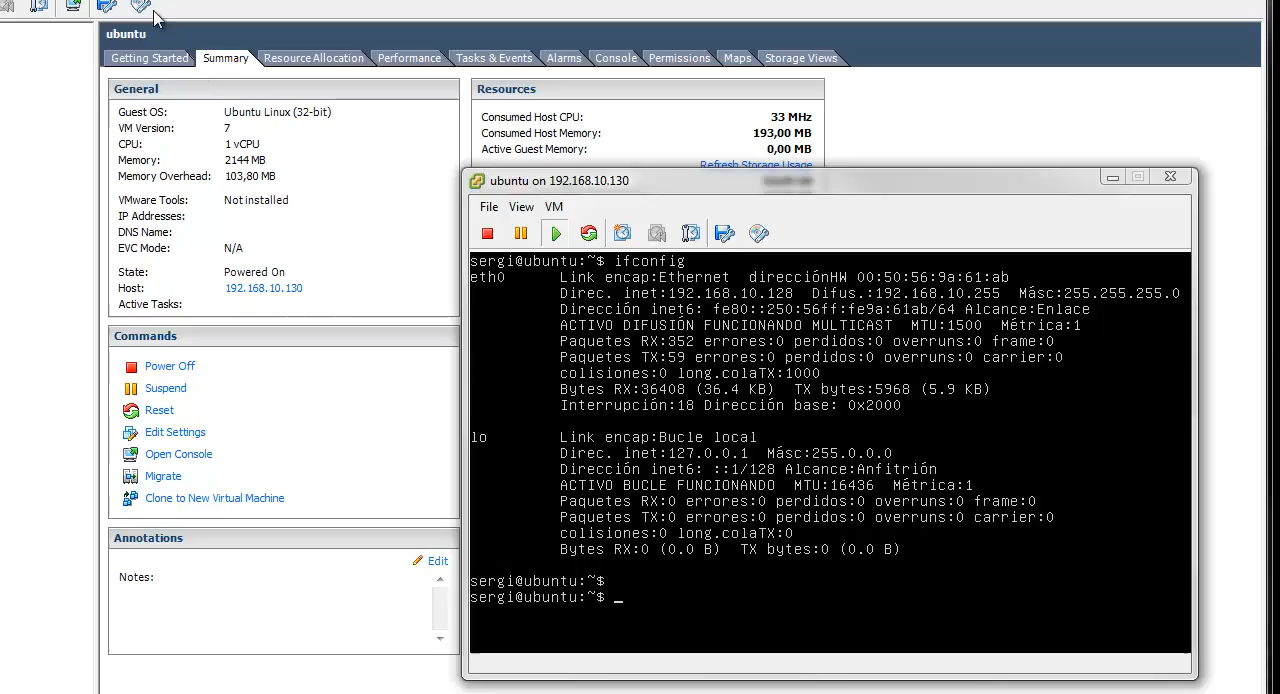 ubuntu
Getting Started Summary Resource Allocation Performance Tasks & Events Alarms Console Permissions Maps Storage Views
General
Guest OS: Ubuntu Linux (32-bit)
VM Version: 7
CPU: 1 vCPU
Memory: 2144 MB
Memory Overhead: 103,80 MB
VMware Tools: Not installed
IP Addresses:
DNS Name:
EVC Mode: N/A
State: Powered On
Host: 192.168.10.130
Active Tasks:
Commands
Power Off
Suspend
Reset
Edit Settings
Open Console
Migrate
Clone to New Virtual Machine
Annotations
Edit
Notes:
Resources
Consumed Host CPU: 33 MHz
Consumed Host Memory: 193,00 MB
Active Guest Memory: 0,00 MB
Refresh Storage Usage
ubuntu on 192.168.10.130
File View VM
sergi@ubuntu:~$ ifconfig
eth0 Link encap:Ethernet direcciónHW 00:50:56:9a:61:ab
Direc. inet:192.168.10.128 Difus.:192.168.10.255 Másc:255.255.255.0
Dirección inet6: fe80::250:56ff:fe9a:61ab/64 Alcance:Enlace
ACTIVO DIFUSIÓN FUNCIONANDO MULTICAST MTU:1500 Métrica:1
Paquetes RX:352 errores:0 perdidos:0 overruns:0 frame:0
Paquetes TX:59 errores:0 perdidos:0 overruns:0 carrier:0
colisiones:0 long.colaTX:1000
Bytes RX:36408 (36.4 KB) TX bytes:5968 (5.9 KB)
Interrupción:18 Dirección base: 0x2000
lo Link encap:Bucle local
Direc. inet:127.0.0.1 Másc:255.0.0.0
Dirección inet6: ::1/128 Alcance:Anfitrión
ACTIVO BUCLE FUNCIONANDO MTU:16436 Métrica:1
Paquetes RX:0 errores:0 perdidos:0 overruns:0 frame:0
Paquetes TX:0 errores:0 perdidos:0 overruns:0 carrier:0
colisiones:0 long.colaTX:0
Bytes RX:0 (0.0 B) TX bytes:0 (0.0 B)
sergi@ubuntu:~$
sergi@ubuntu:~$ _